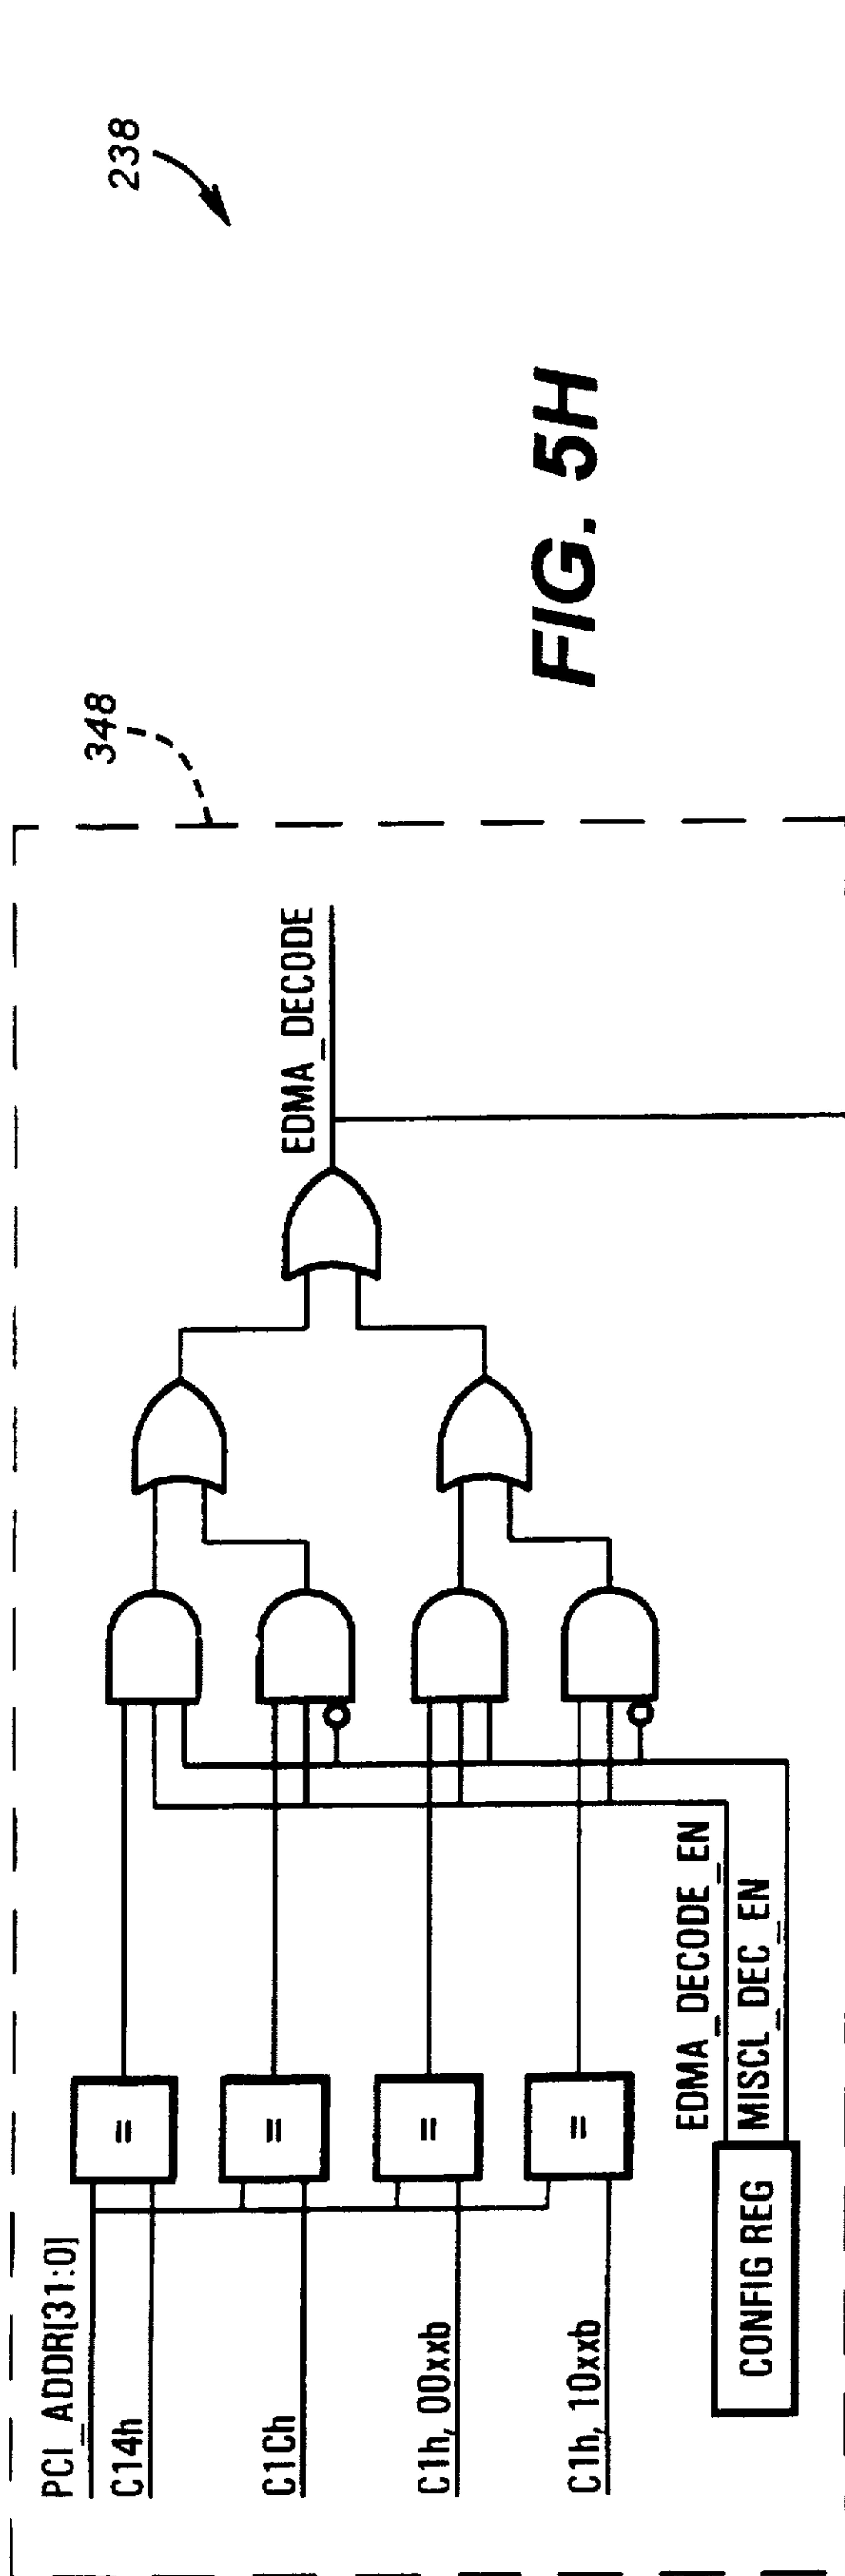 238
348
PCI_ADDR[31:0]
C14h
C1Ch
C1h, 00xxb
C1h, 10xxb
=
=
=
=
EDMA_DECODE
EDMA_DECODE_EN
MISCL_DEC_EN
CONFIG REG
FIG. 5H